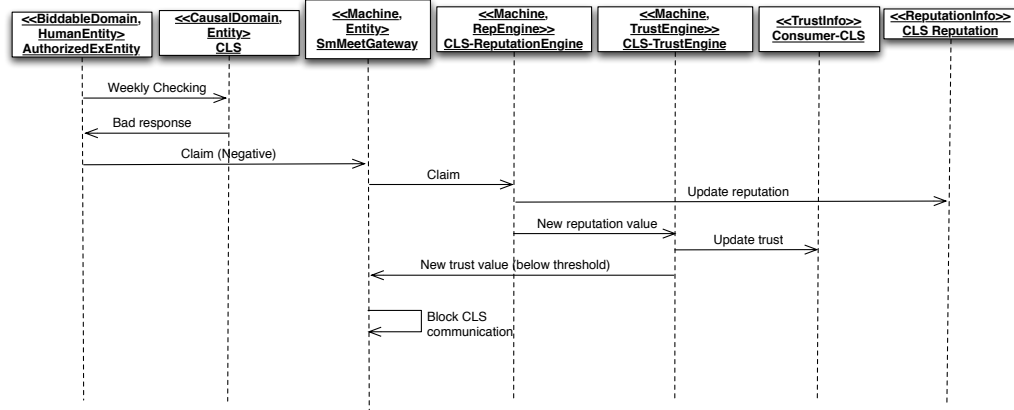 <<BiddableDomain,
HumanEntity>
AuthorizedExEntity
<<CausalDomain,
Entity>
CLS
<<Machine,
Entity>
SmMeetGateway
<<Machine,
RepEngine>>
CLS-ReputationEngine
<<Machine,
TrustEngine>>
CLS-TrustEngine
<<TrustInfo>>
Consumer-CLS
<<ReputationInfo>>
CLS Reputation
Weekly Checking
Bad response
Claim (Negative)
Claim
Update reputation
New reputation value
Update trust
New trust value (below threshold)
Block CLS
communication